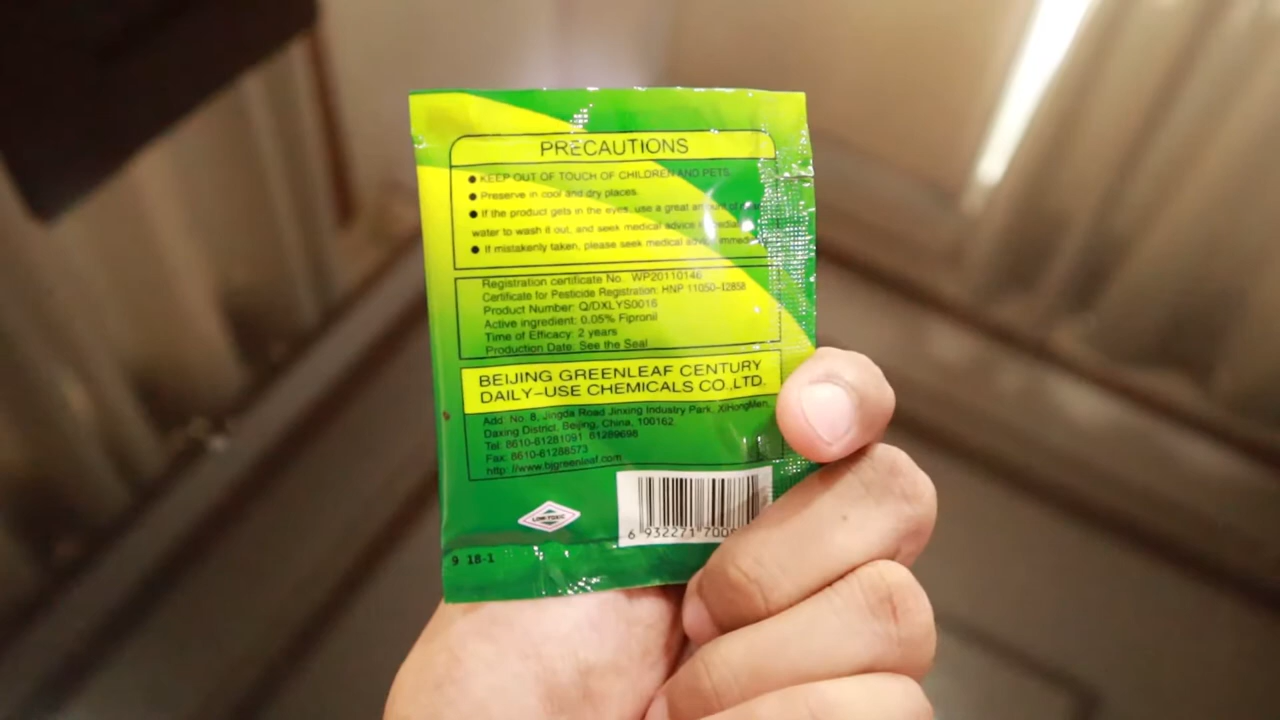 PRECAUTIONS
● KEEP OUT OF TOUCH OF CHILDREN AND PETS.
● Preserve in cool and dry places.
● If the product gets in the eyes, use a great amount of
water to wash it out, and seek medical advice
● If mistakenly taken, please seek medical
Registration certificate No. WP20110146
Certificate for Pesticide Registration: HNP 11050-12858
Product Number: Q/DXLYS0016
Active ingredient: 0.05% Fipronil
Time of Efficacy: 2 years
Production Date: See the Seal
BEIJING GREENLEAF CENTURY
DAILY-USE CHEMICALS CO.,LTD.
Add: No. 8, Jingda Road Jinxing Industry Park, XiHongMen,
Daxing District, Beijing, China, 100162
Tel: 8610-61281091 61289698
Fax: 8610-61288573
http: //www.bjgreenleaf.com
LOW TOXIC
6 932271 700
9 18-1